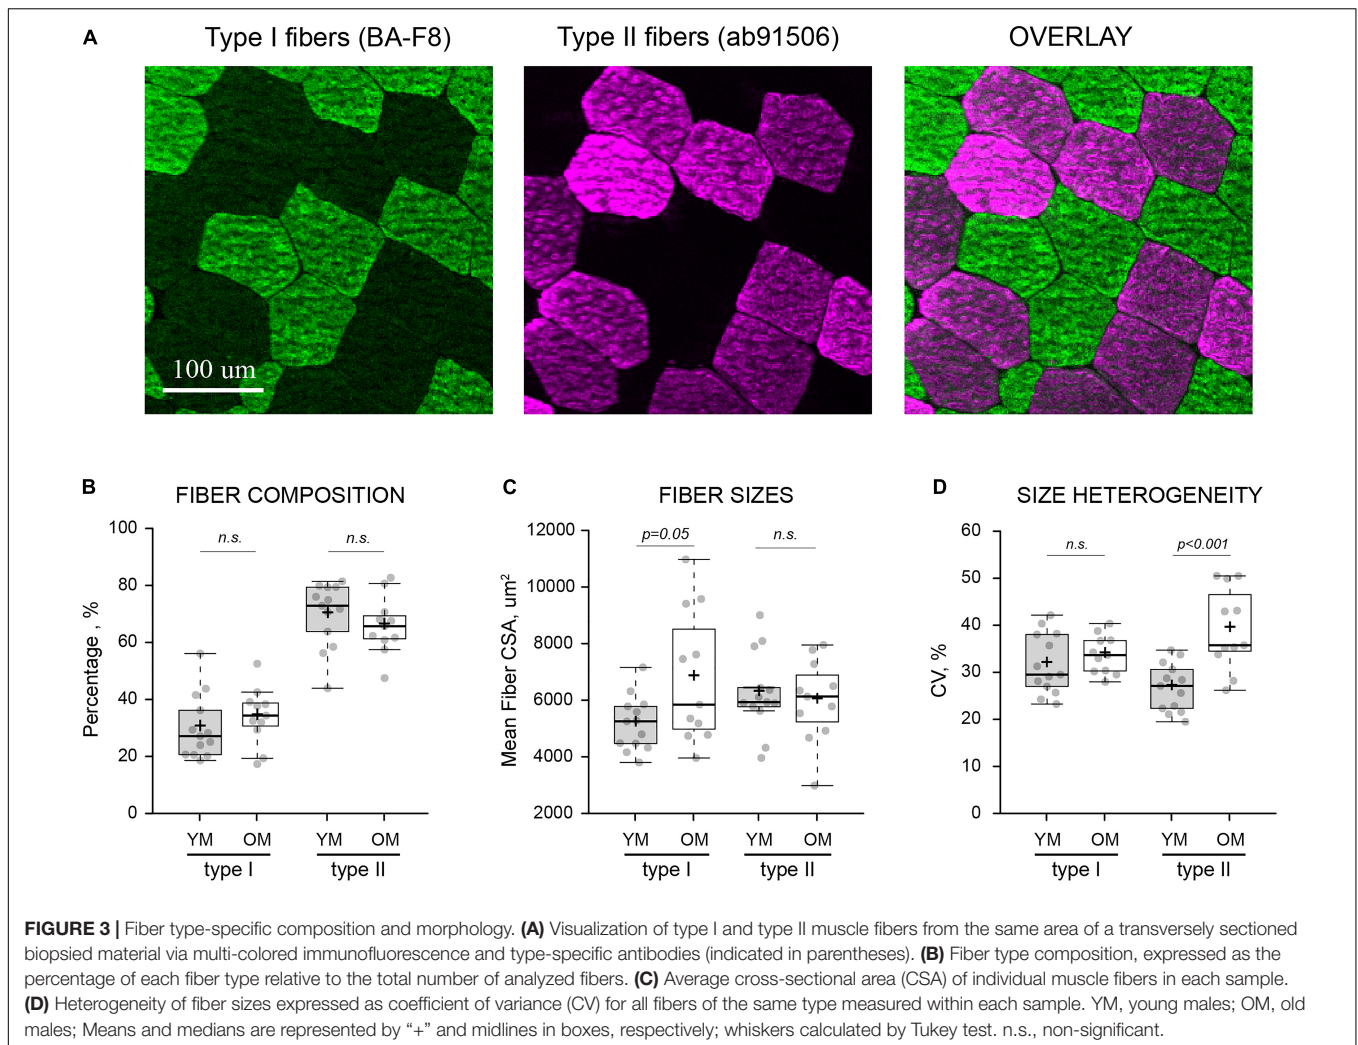 A
Type I fibers (BA-F8)
Type II fibers (ab91506)
OVERLAY
100 um
B
FIBER COMPOSITION
Percentage , %
100
80
60
40
20
0
n.s.
n.s.
YM
OM
YM
OM
type I
type II
C
FIBER SIZES
Mean Fiber CSA, um²
12000
10000
8000
6000
4000
2000
p=0.05
n.s.
YM
OM
YM
OM
type I
type II
D
SIZE HETEROGENEITY
CV, %
60
50
40
30
20
10
0
n.s.
p<0.001
YM
OM
YM
OM
type I
type II
FIGURE 3 | Fiber type-specific composition and morphology. (A) Visualization of type I and type II muscle fibers from the same area of a transversely sectioned
biopsied material via multi-colored immunofluorescence and type-specific antibodies (indicated in parentheses). (B) Fiber type composition, expressed as the
percentage of each fiber type relative to the total number of analyzed fibers. (C) Average cross-sectional area (CSA) of individual muscle fibers in each sample.
(D) Heterogeneity of fiber sizes expressed as coefficient of variance (CV) for all fibers of the same type measured within each sample. YM, young males; OM, old
males; Means and medians are represented by “+” and midlines in boxes, respectively; whiskers calculated by Tukey test. n.s., non-significant.